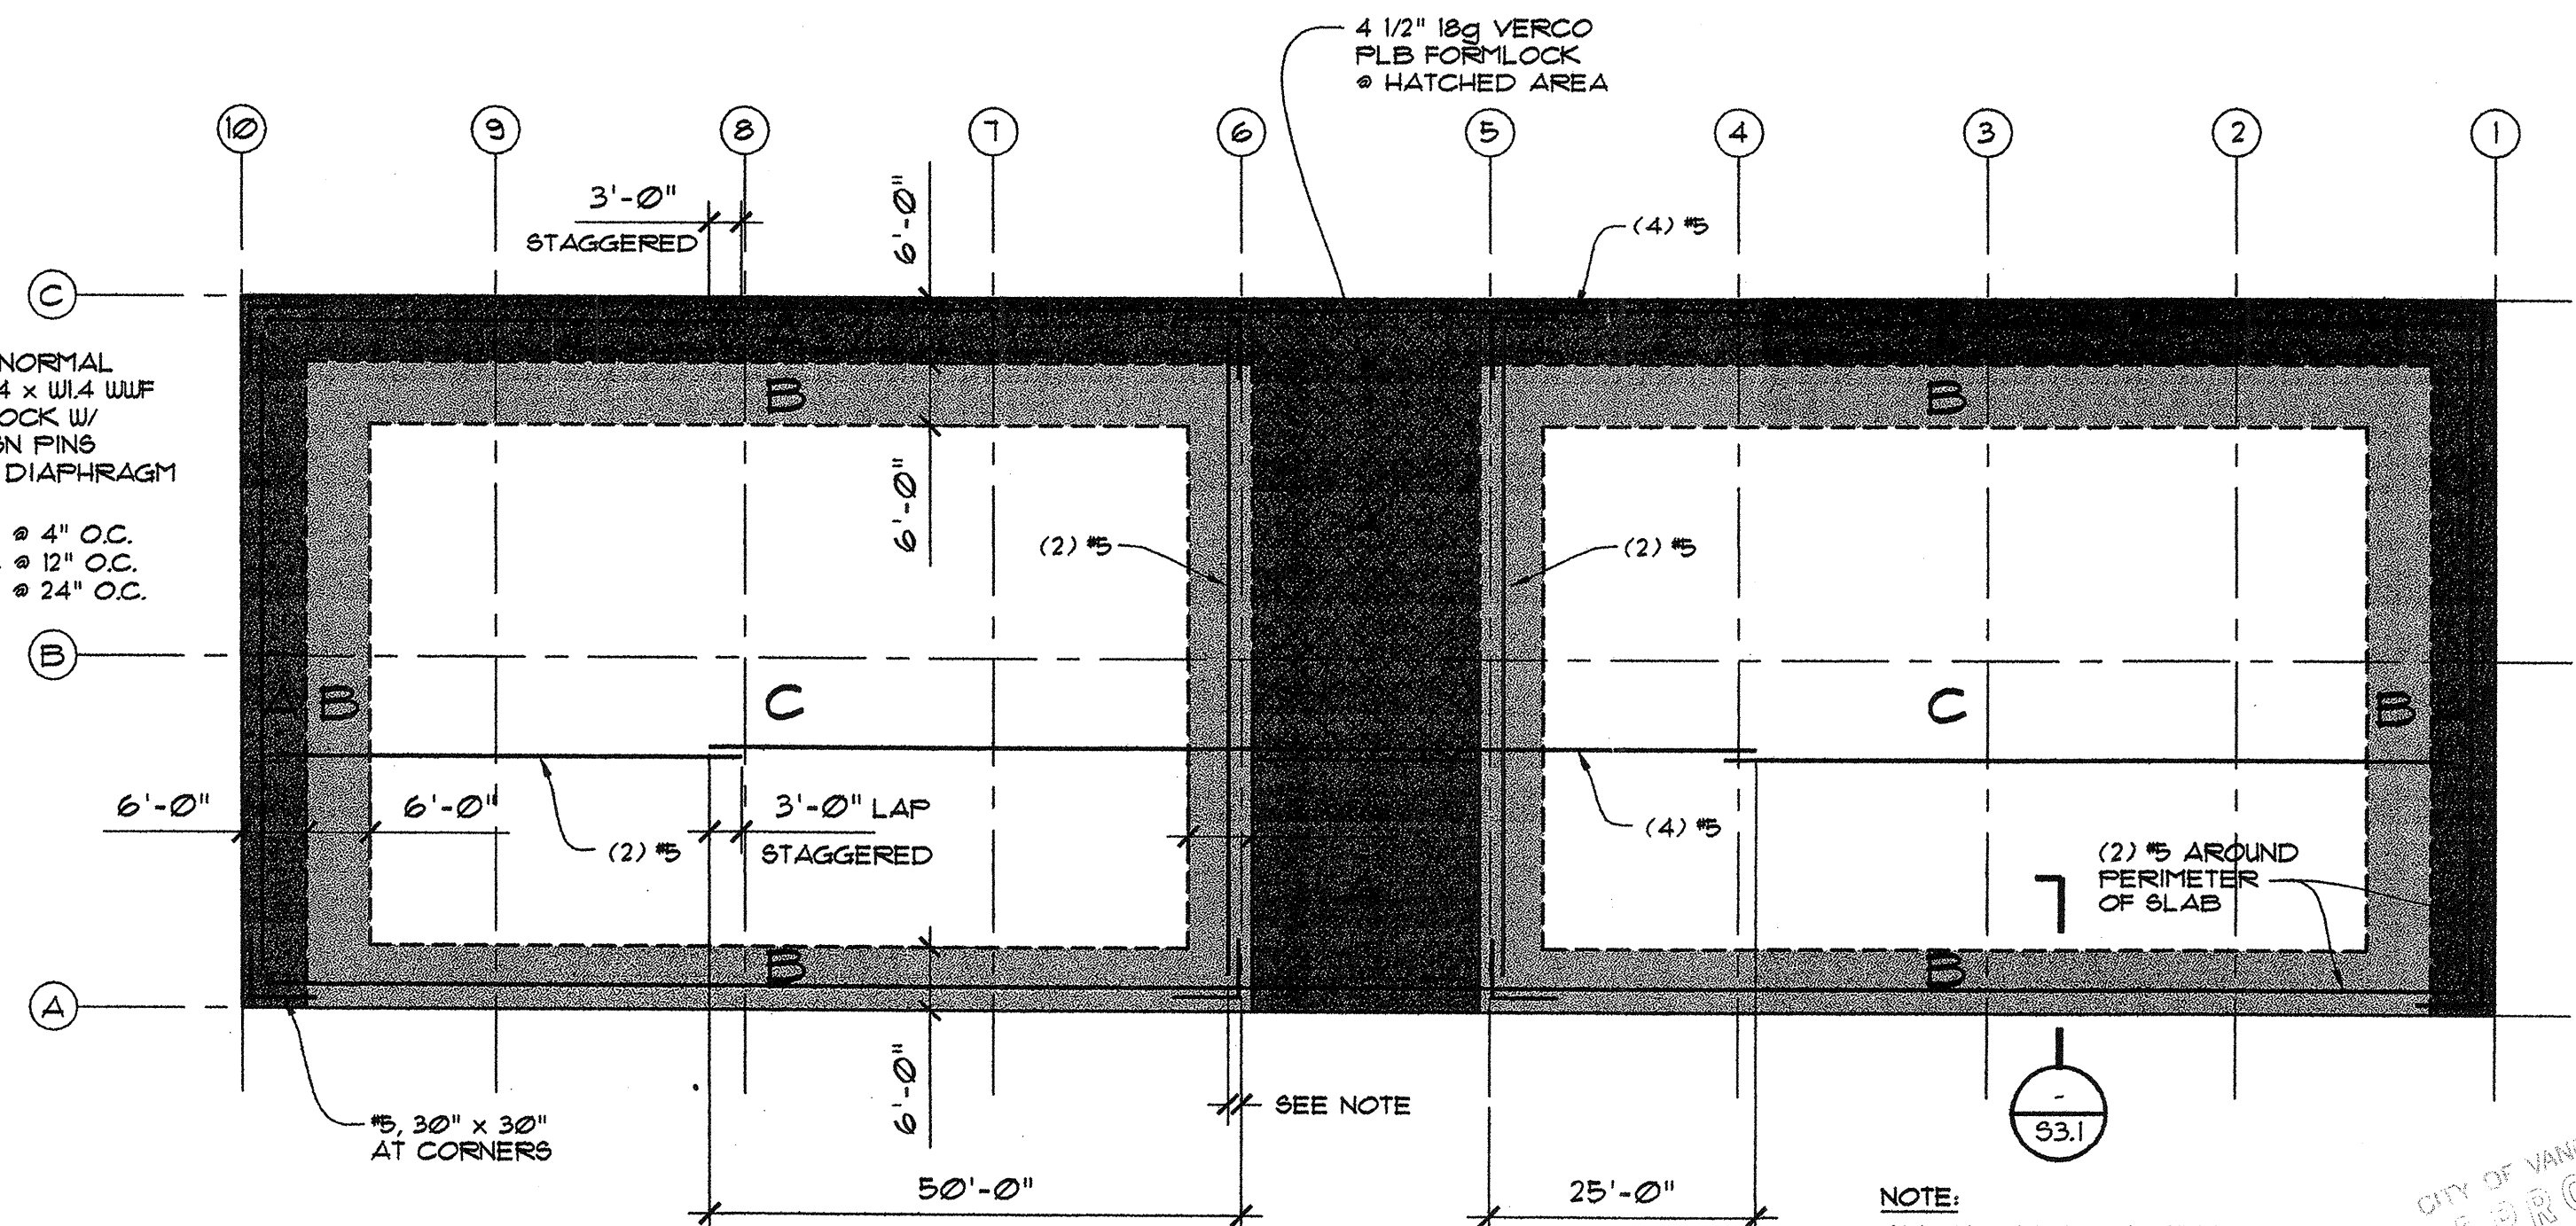 4 1/2" 18g VERCO
PLB FORMLOCK
@ HATCHED AREA
10
9
8
7
6
5
4
3
2
1
3'-0"
STAGGERED
6'-0"
(4) #5
C
NORMAL
4 x W1.4 WWF
OCK W/
GN PINS
DIAPHRAGM
@ 4" O.C.
@ 12" O.C.
@ 24" O.C.
B
B
6'-0"
(2) #5
(2) #5
B
A
B
C
C
B
6'-0"
6'-0"
3'-0" LAP
STAGGERED
(2) #5
(4) #5
(2) #5 AROUND
PERIMETER
OF SLAB
B
B
A
6'-0"
#5, 30" x 30"
AT CORNERS
SEE NOTE
-
S3.1
50'-0"
25'-0"
NOTE:
CITY OF VAN